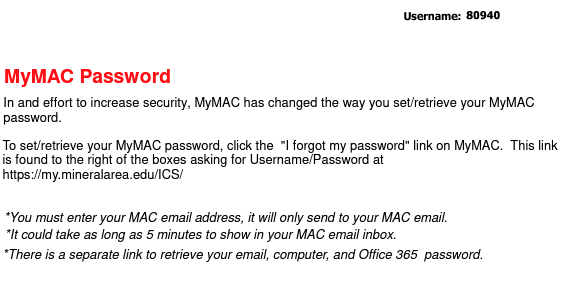 Username: 80940
MyMAC Password
In and effort to increase security, MyMAC has changed the way you set/retrieve your MyMAC
password.
To set/retrieve your MyMAC password, click the "I forgot my password" link on MyMAC. This link
is found to the right of the boxes asking for Username/Password at
https://my.mineralarea.edu/ICS/
*You must enter your MAC email address, it will only send to your MAC email.
*It could take as long as 5 minutes to show in your MAC email inbox.
*There is a separate link to retrieve your email, computer, and Office 365 password.